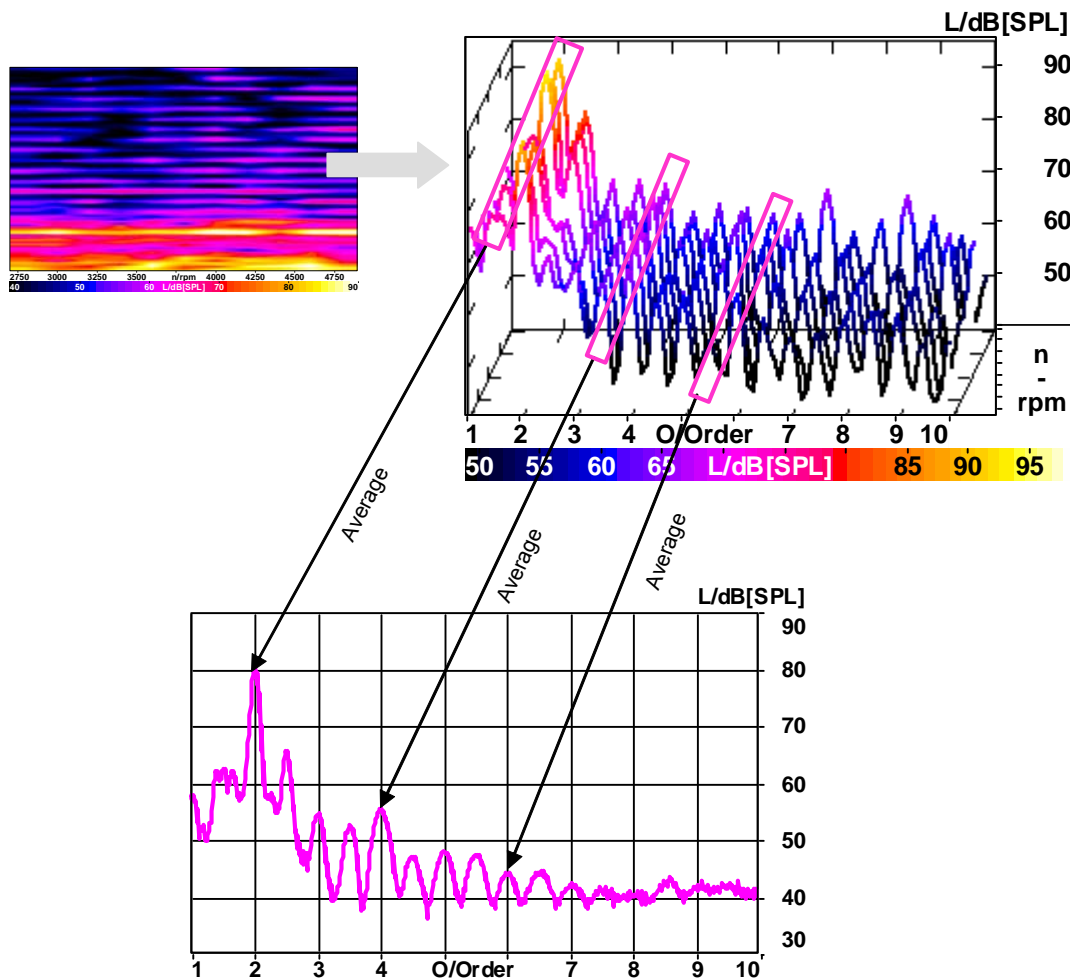 2750 3000 3250 3500 n/rpm 4000 4250 4500 4750
40 50 60 L/dB[SPL] 70 80 90
L/dB[SPL]
90
80
70
60
50
n
-
rpm
1 2 3 4 O/Order 7 8 9 10
50 55 60 65 L/dB[SPL] 85 90 95
Average
Average
Average
L/dB[SPL]
90
80
70
60
50
40
30
1 2 3 4 O/Order 7 8 9 10